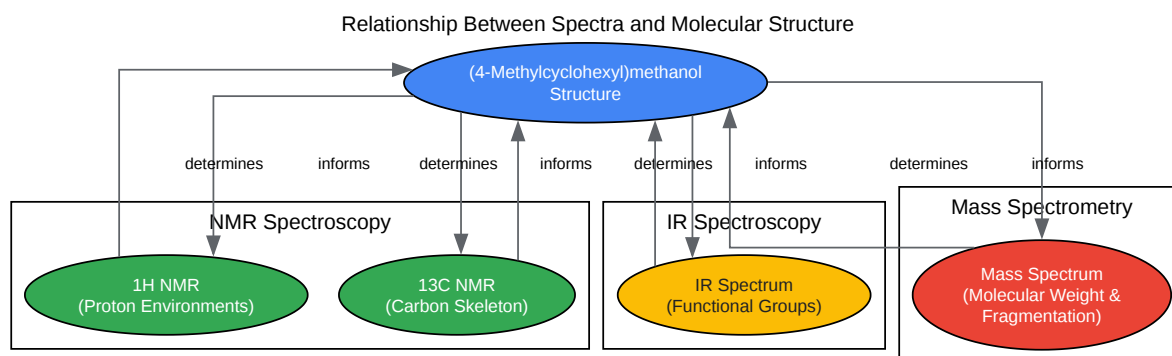 Relationship Between Spectra and Molecular Structure
(4-Methylcyclohexyl)methanol
Structure
determines
informs
determines
informs
determines
informs
determines
informs
NMR Spectroscopy
IR Spectroscopy
Mass Spectrometry
1H NMR
(Proton Environments)
13C NMR
(Carbon Skeleton)
IR Spectrum
(Functional Groups)
Mass Spectrum
(Molecular Weight &
Fragmentation)